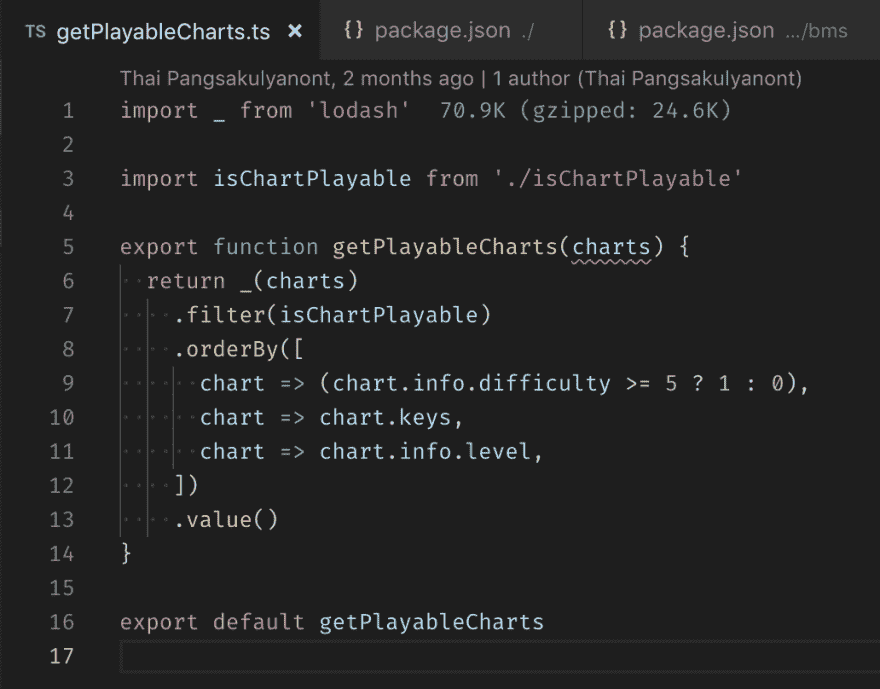 TS getPlayableCharts.ts × {} package.json ./ {} package.json .../bms
Thai Pangsakulyanont, 2 months ago | 1 author (Thai Pangsakulyanont)
1 import _ from 'lodash' 70.9K (gzipped: 24.6K)
2
3 import isChartPlayable from './isChartPlayable'
4
5 export function getPlayableCharts(charts) {
6 return _(charts)
7 .filter(isChartPlayable)
8 .orderBy([
9 chart => (chart.info.difficulty >= 5 ? 1 : 0),
10 chart => chart.keys,
11 chart => chart.info.level,
12 ])
13 .value()
14 }
15
16 export default getPlayableCharts
17